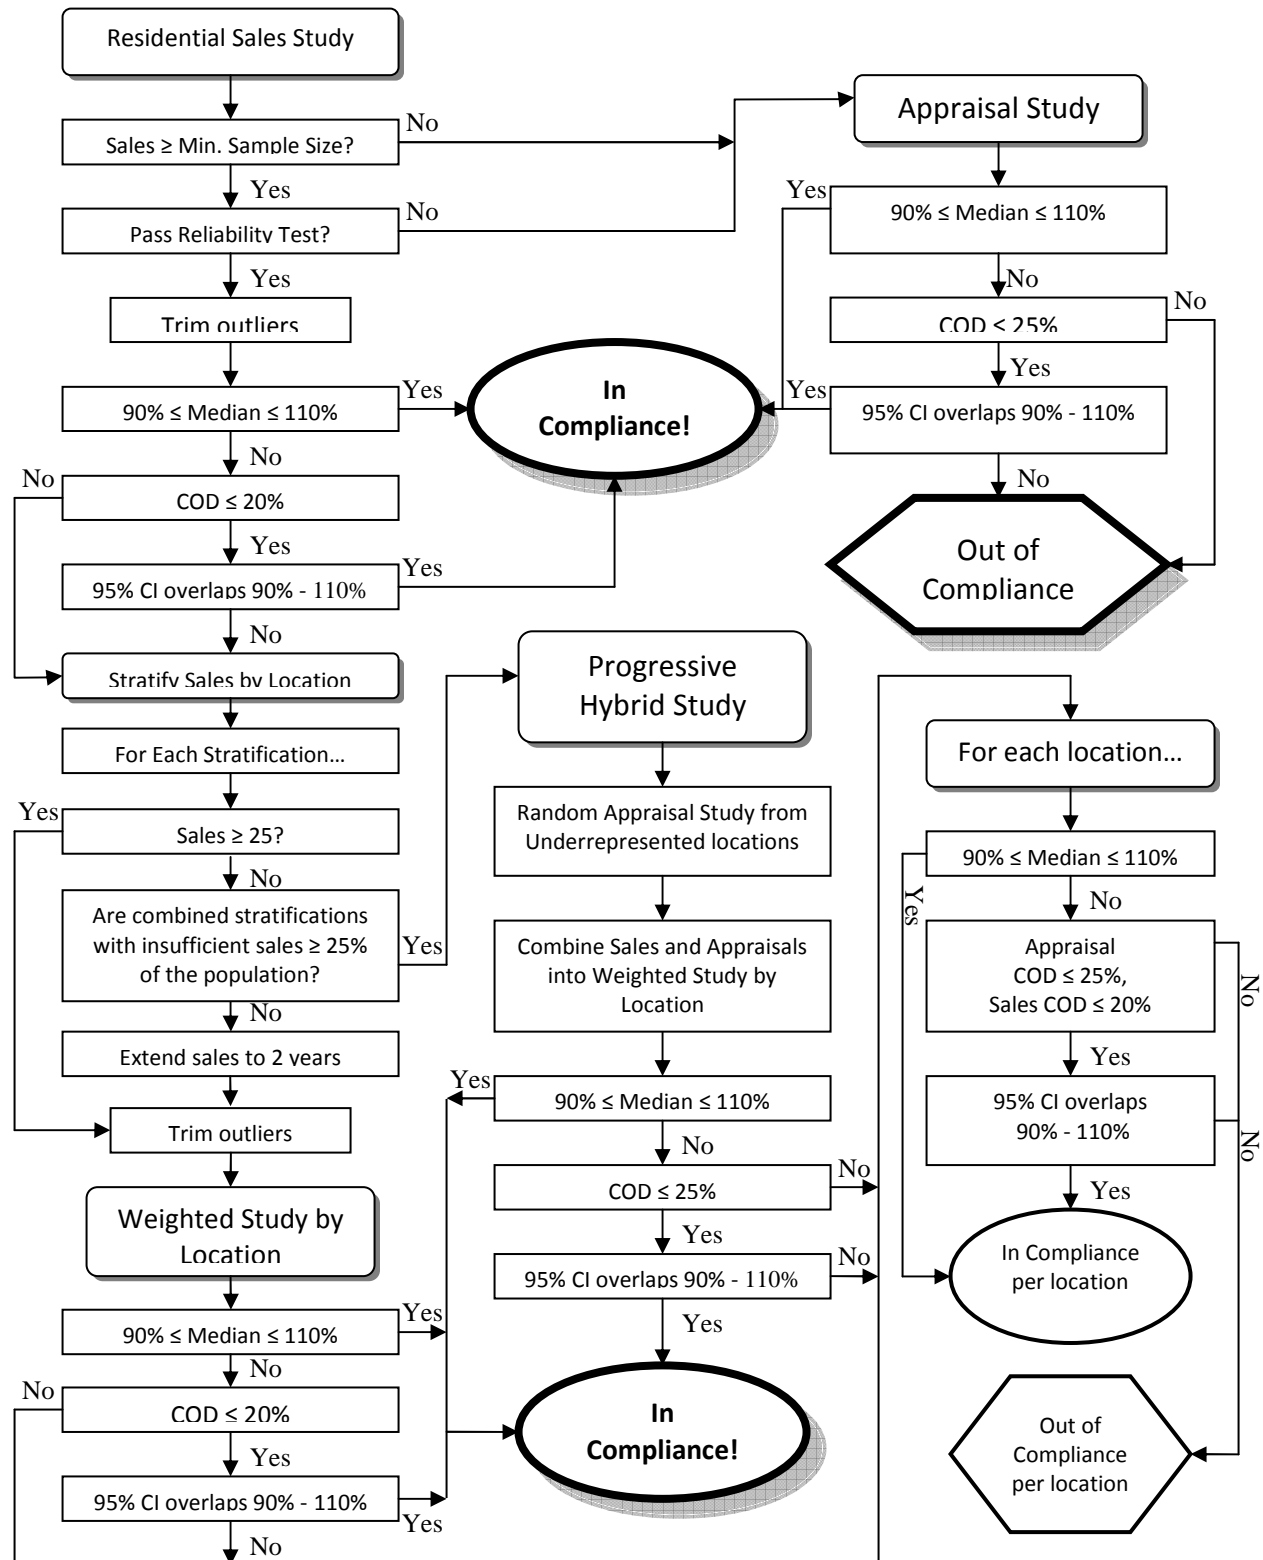 Residential Sales Study
Sales ≥ Min. Sample Size?
No
Yes
Pass Reliability Test?
No
Yes
Trim outliers
90% ≤ Median ≤ 110%
Yes
No
No
COD ≤ 20%
Yes
95% CI overlaps 90% - 110%
Yes
No
Stratify Sales by Location
For Each Stratification…
Yes
Sales ≥ 25?
No
Are combined stratifications
with insufficient sales ≥ 25%
of the population?
Yes
No
Extend sales to 2 years
Trim outliers
Weighted Study by
Location
90% ≤ Median ≤ 110%
Yes
No
No
COD ≤ 20%
Yes
95% CI overlaps 90% - 110%
Yes
No
In
Compliance!
Appraisal Study
Yes
90% ≤ Median ≤ 110%
No
No
COD < 25%
Yes
Yes
95% CI overlaps 90% - 110%
No
Out of
Compliance
Progressive
Hybrid Study
Random Appraisal Study from
Underrepresented locations
Combine Sales and Appraisals
into Weighted Study by
Location
Yes
90% ≤ Median ≤ 110%
No
No
COD ≤ 25%
Yes
No
95% CI overlaps 90% - 110%
Yes
In
Compliance!
For each location…
90% ≤ Median ≤ 110%
Yes
No
Appraisal
COD ≤ 25%,
Sales COD ≤ 20%
No
Yes
95% CI overlaps
90% - 110%
No
Yes
In Compliance
per location
Out of
Compliance
per location